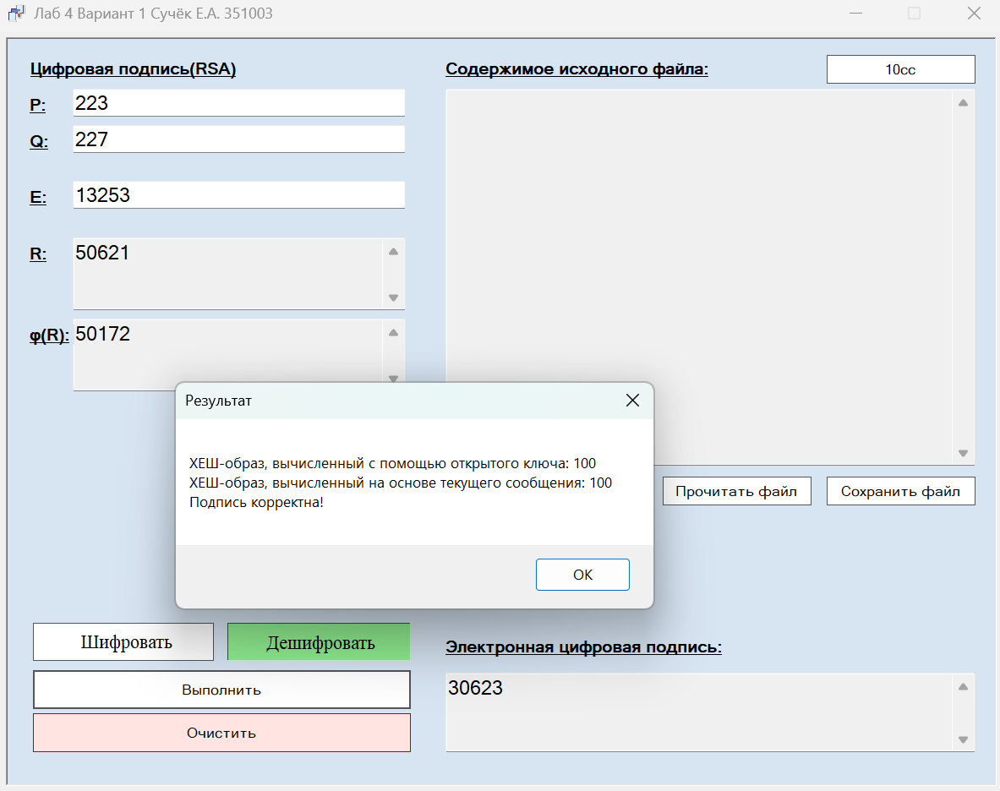 Лаб 4 Вариант 1 Сучёк Е.А. 351003
Цифровая подпись(RSA)
P: 223
Q: 227
E: 13253
R: 50621
φ(R): 50172
Содержимое исходного файла:
10cc
Прочитать файл
Сохранить файл
Результат
ХЕШ-образ, вычисленный с помощью открытого ключа: 100
ХЕШ-образ, вычисленный на основе текущего сообщения: 100
Подпись корректна!
ОК
Шифровать
Дешифровать
Выполнить
Очистить
Электронная цифровая подпись:
30623